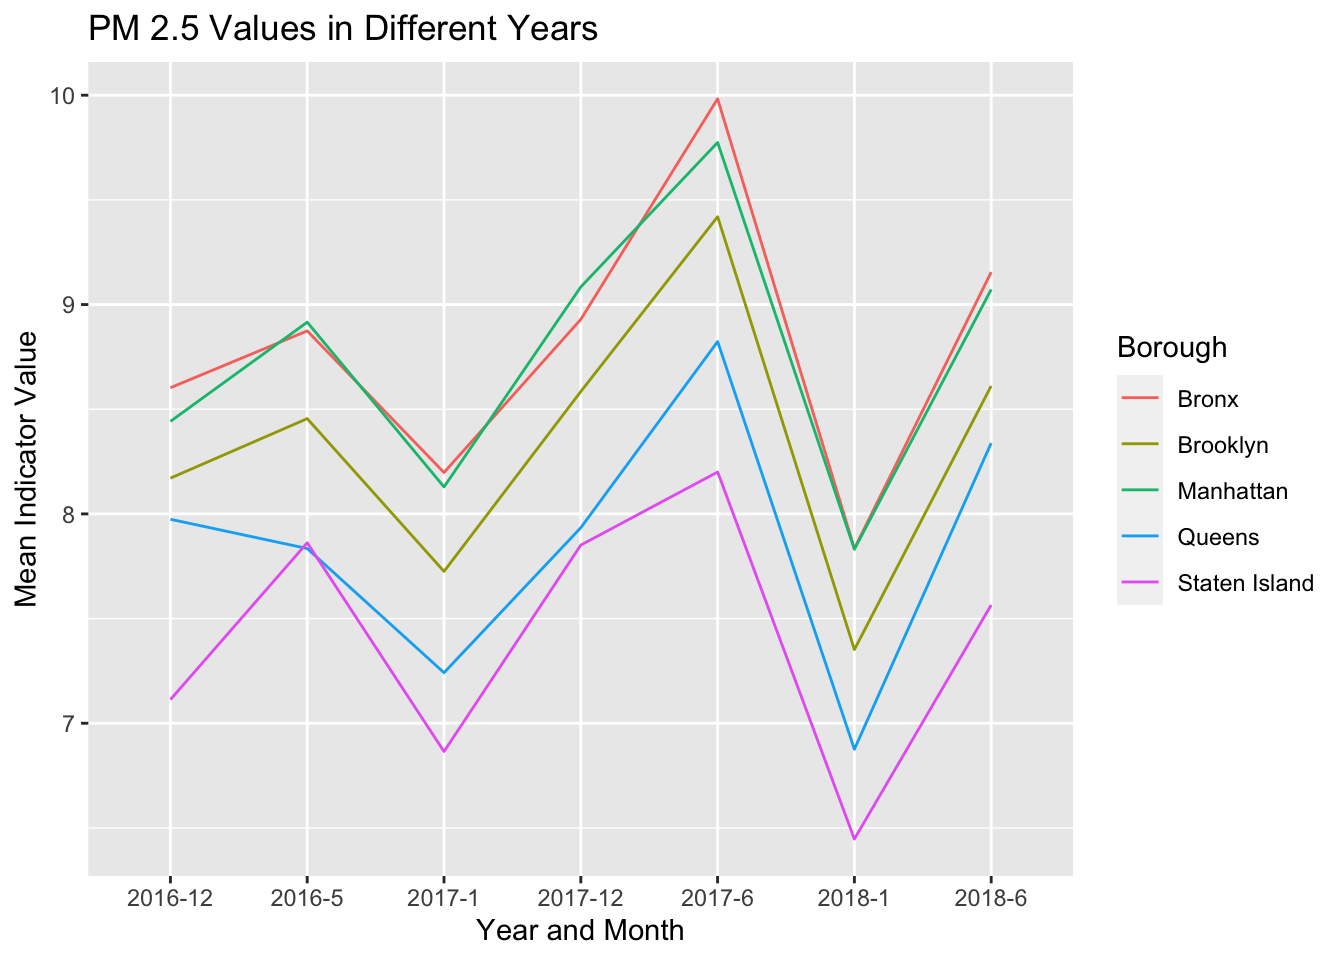 PM 2.5 Values in Different Years
Mean Indicator Value
10
9
8
7
2016-12
2016-5
2017-1
2017-12
2017-6
2018-1
2018-6
Year and Month
Borough
Bronx
Brooklyn
Manhattan
Queens
Staten Island